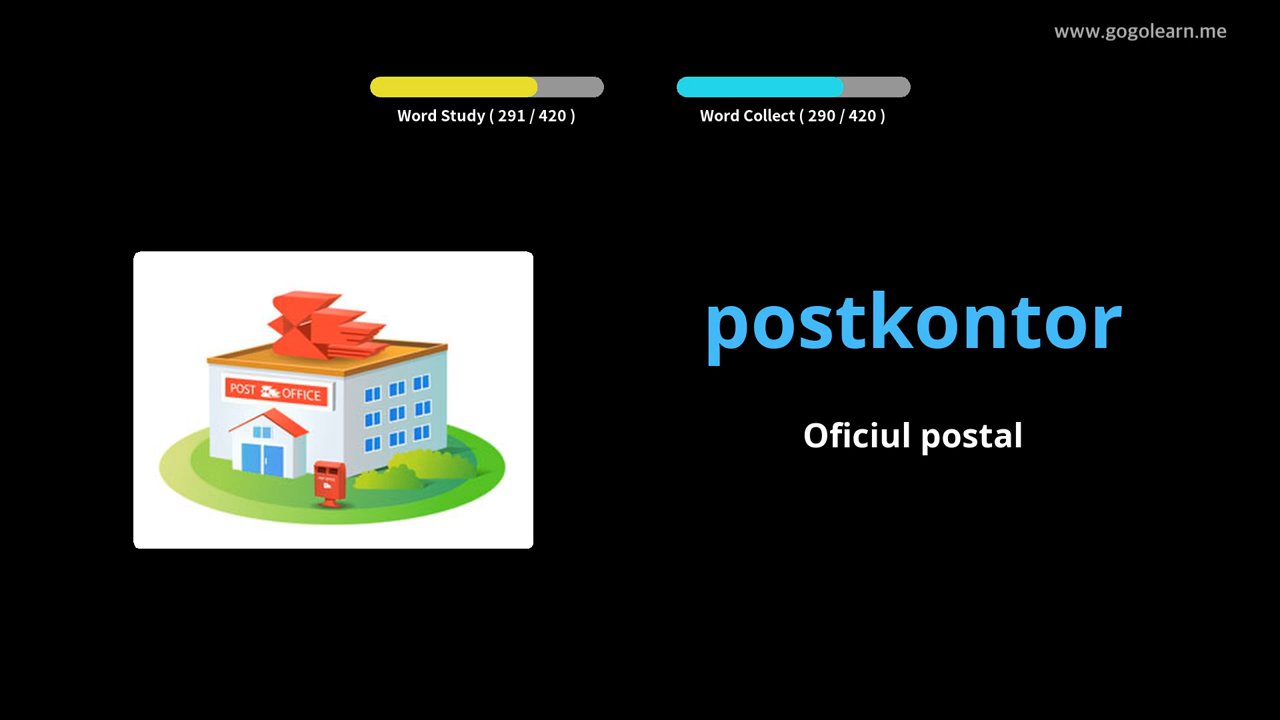 www.gogolearn.me
Word Study ( 291 / 420 )
Word Collect ( 290 / 420 )
postkontor
Oficiul postal
POST OFFICE